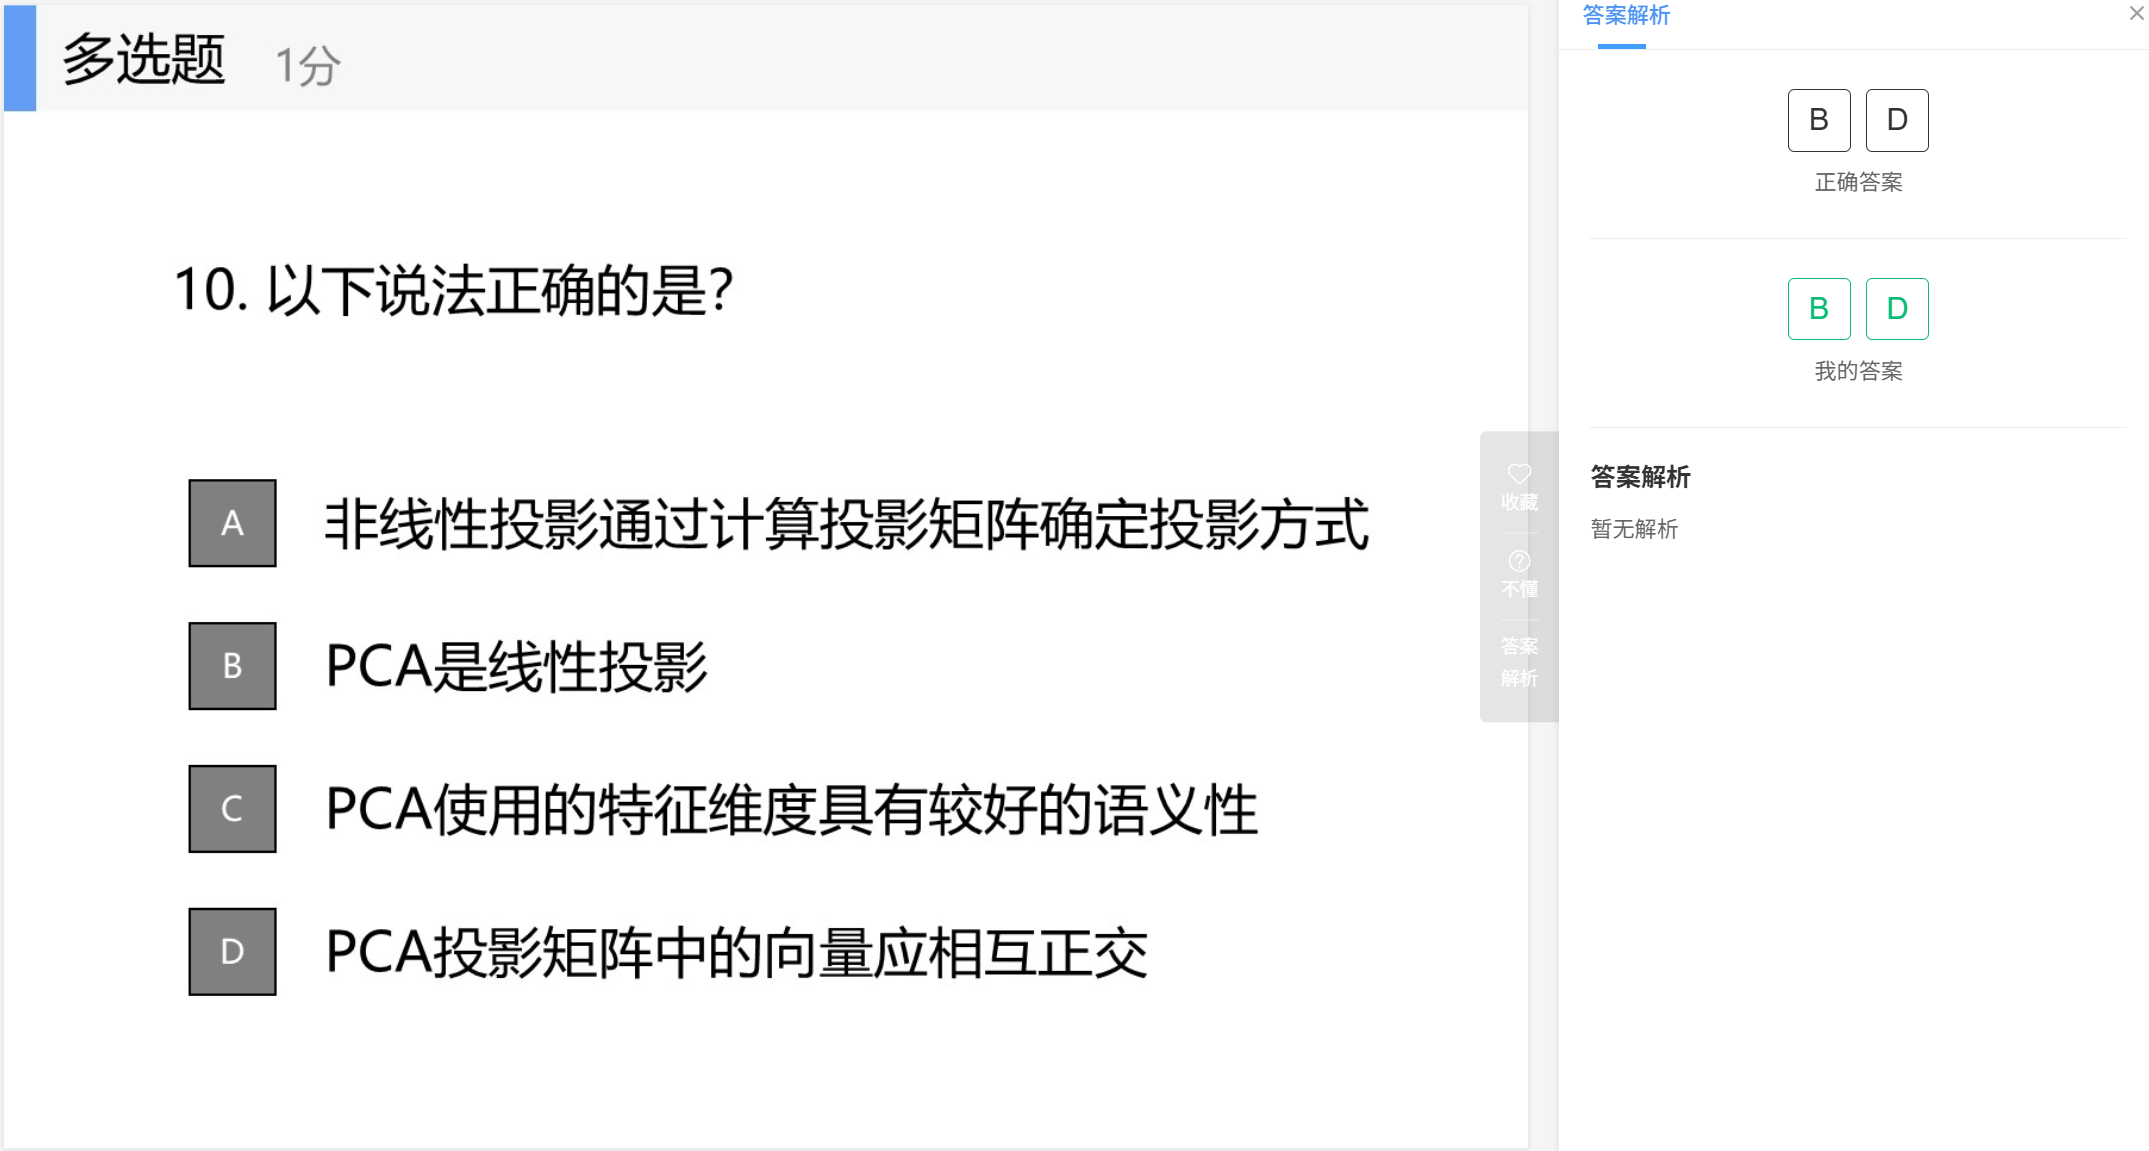 多选题 1分
10. 以下说法正确的是?
A 非线性投影通过计算投影矩阵确定投影方式
B PCA是线性投影
C PCA使用的特征维度具有较好的语义性
D PCA投影矩阵中的向量应相互正交
收藏
不懂
答案
解析
答案解析
B D
正确答案
B D
我的答案
答案解析
暂无解析